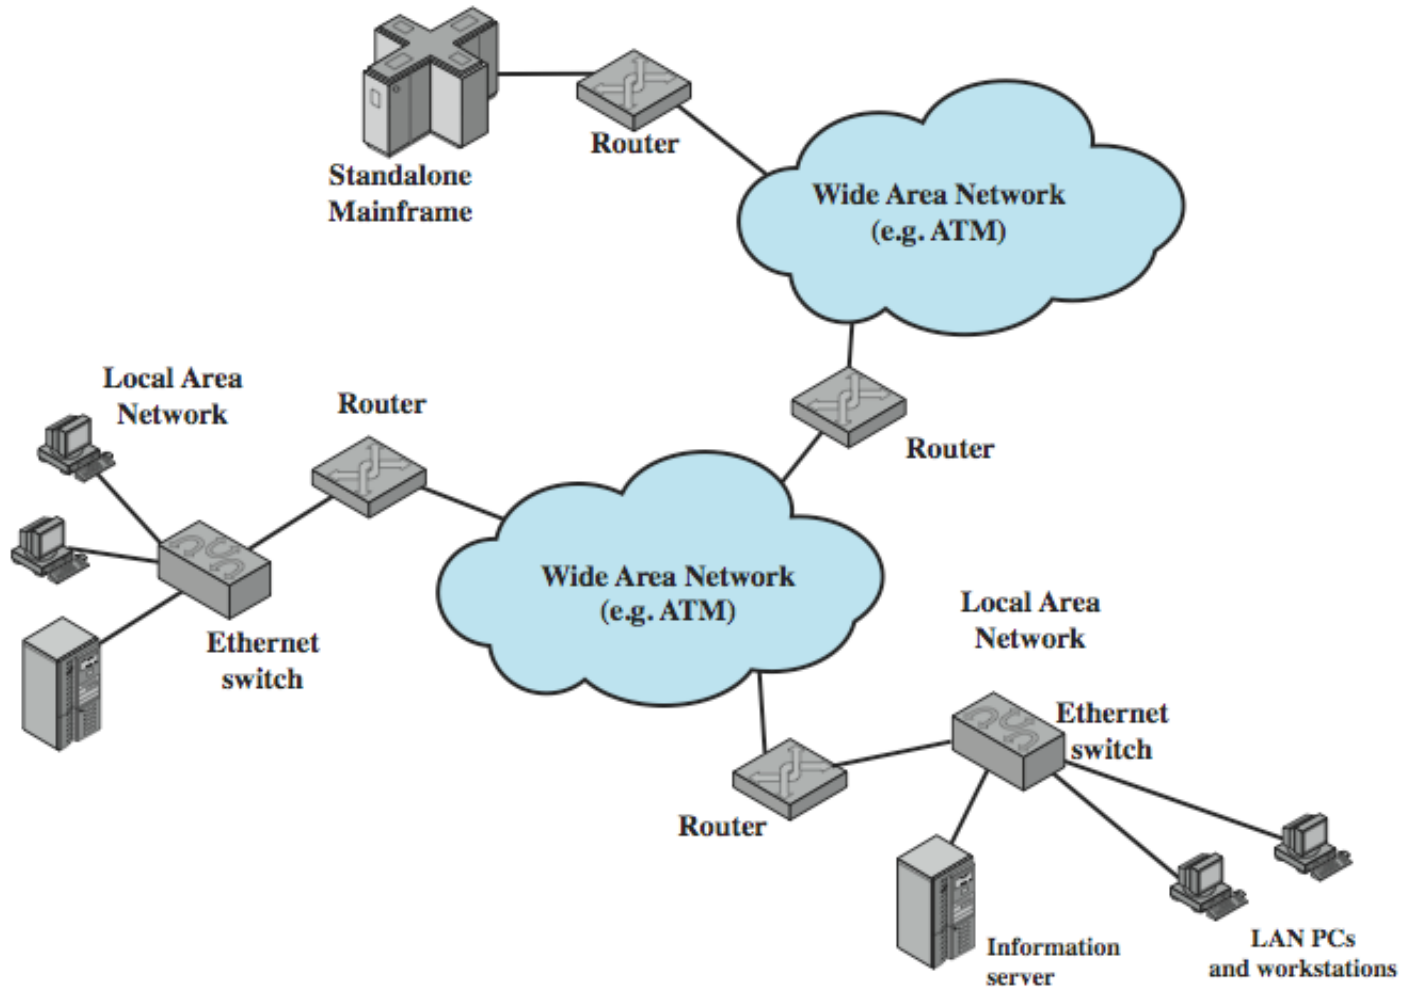 Router
Standalone
Mainframe
Wide Area Network
(e.g. ATM)
Local Area
Network
Router
Router
Ethernet
switch
Wide Area Network
(e.g. ATM)
Local Area
Network
Ethernet
switch
Router
Information
server
LAN PCs
and workstations